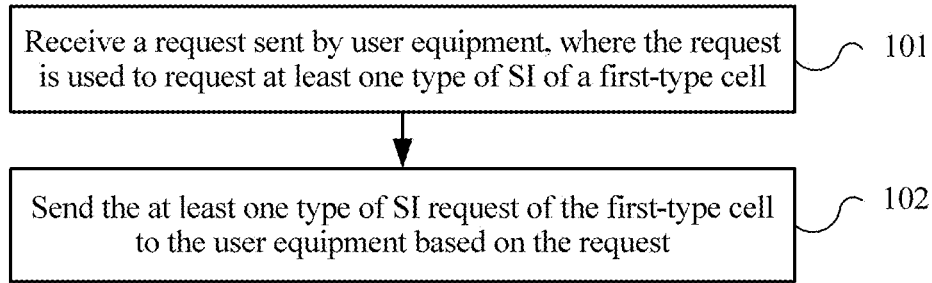 Receive a request sent by user equipment, where the request
is used to request at least one type of SI of a first-type cell
101
Send the at least one type of SI request of the first-type cell
to the user equipment based on the request
102